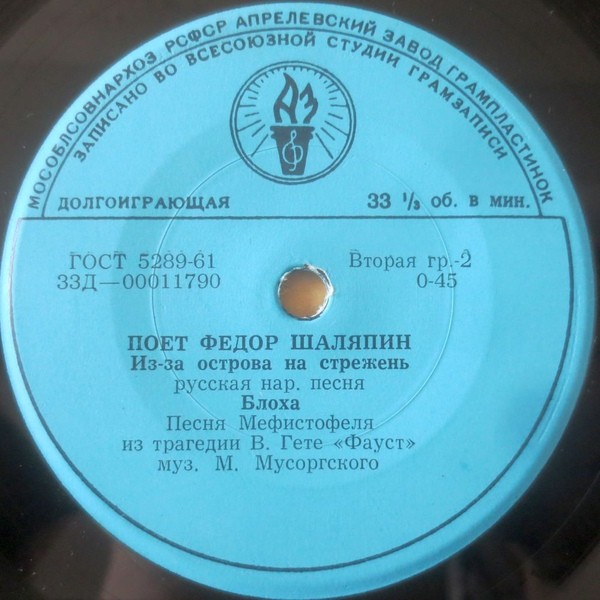 МОСОБЛСОВНАРХОЗ РСФСР АПРЕЛЕВСКИЙ ЗАВОД ГРАМПЛАСТИНОК
ЗАПИСАНО ВО ВСЕСОЮЗНОЙ СТУДИИ ГРАМЗАПИСИ
АЗ
ДОЛГОИГРАЮЩАЯ 33 ⅓ об. в мин.
ГОСТ 5289-61 Вторая гр.-2
33Д—00011790 0-45
ПОЕТ ФЕДОР ШАЛЯПИН
Из-за острова на стрежень
русская нар. песня
Блоха
Песня Мефистофеля
из трагедии В. Гете «Фауст»
муз. М. Мусоргского